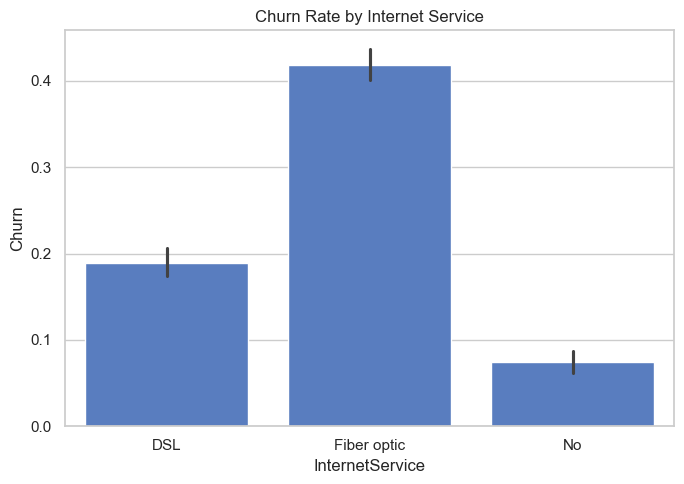 Churn Rate by Internet Service
Churn
0.4
0.3
0.2
0.1
0.0
DSL
Fiber optic
No
InternetService